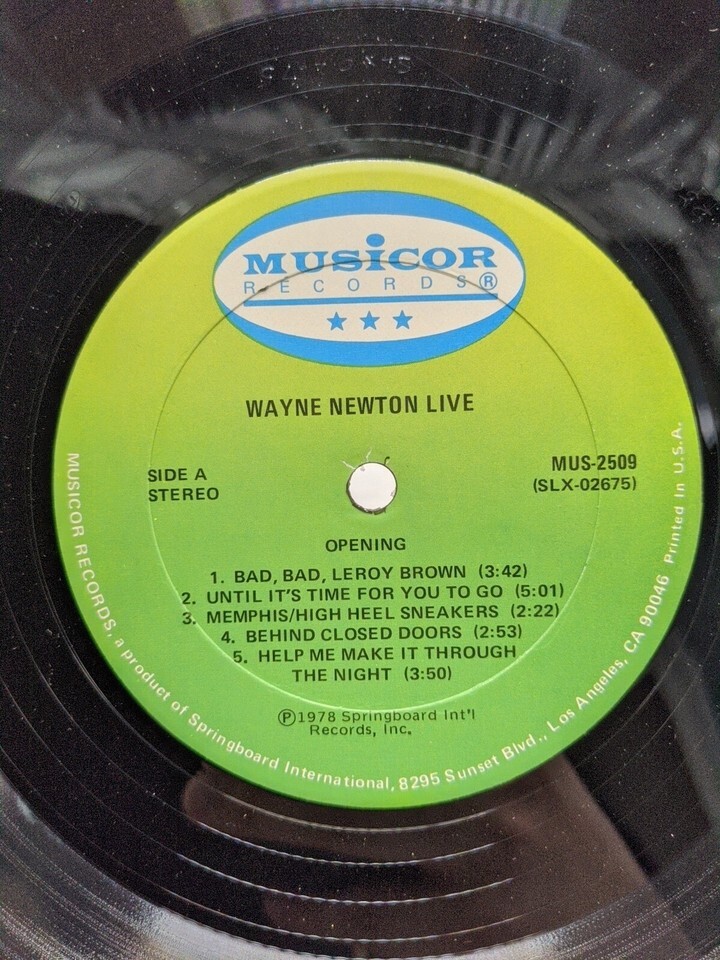 MUSiCOR
RECORDS®
WAYNE NEWTON LIVE
SIDE A
STEREO
MUS-2509
(SLX-02675)
OPENING
1. BAD, BAD, LEROY BROWN (3:42)
2. UNTIL IT'S TIME FOR YOU TO GO (5:01)
3. MEMPHIS/HIGH HEEL SNEAKERS (2:22)
4. BEHIND CLOSED DOORS (2:53)
5. HELP ME MAKE IT THROUGH
THE NIGHT (3:50)
℗1978 Springboard Int'l
Records, Inc.
MUSICOR RECORDS, a product of Springboard International, 8295 Sunset Blvd., Los Angeles, CA 90046 Printed In U.S.A.